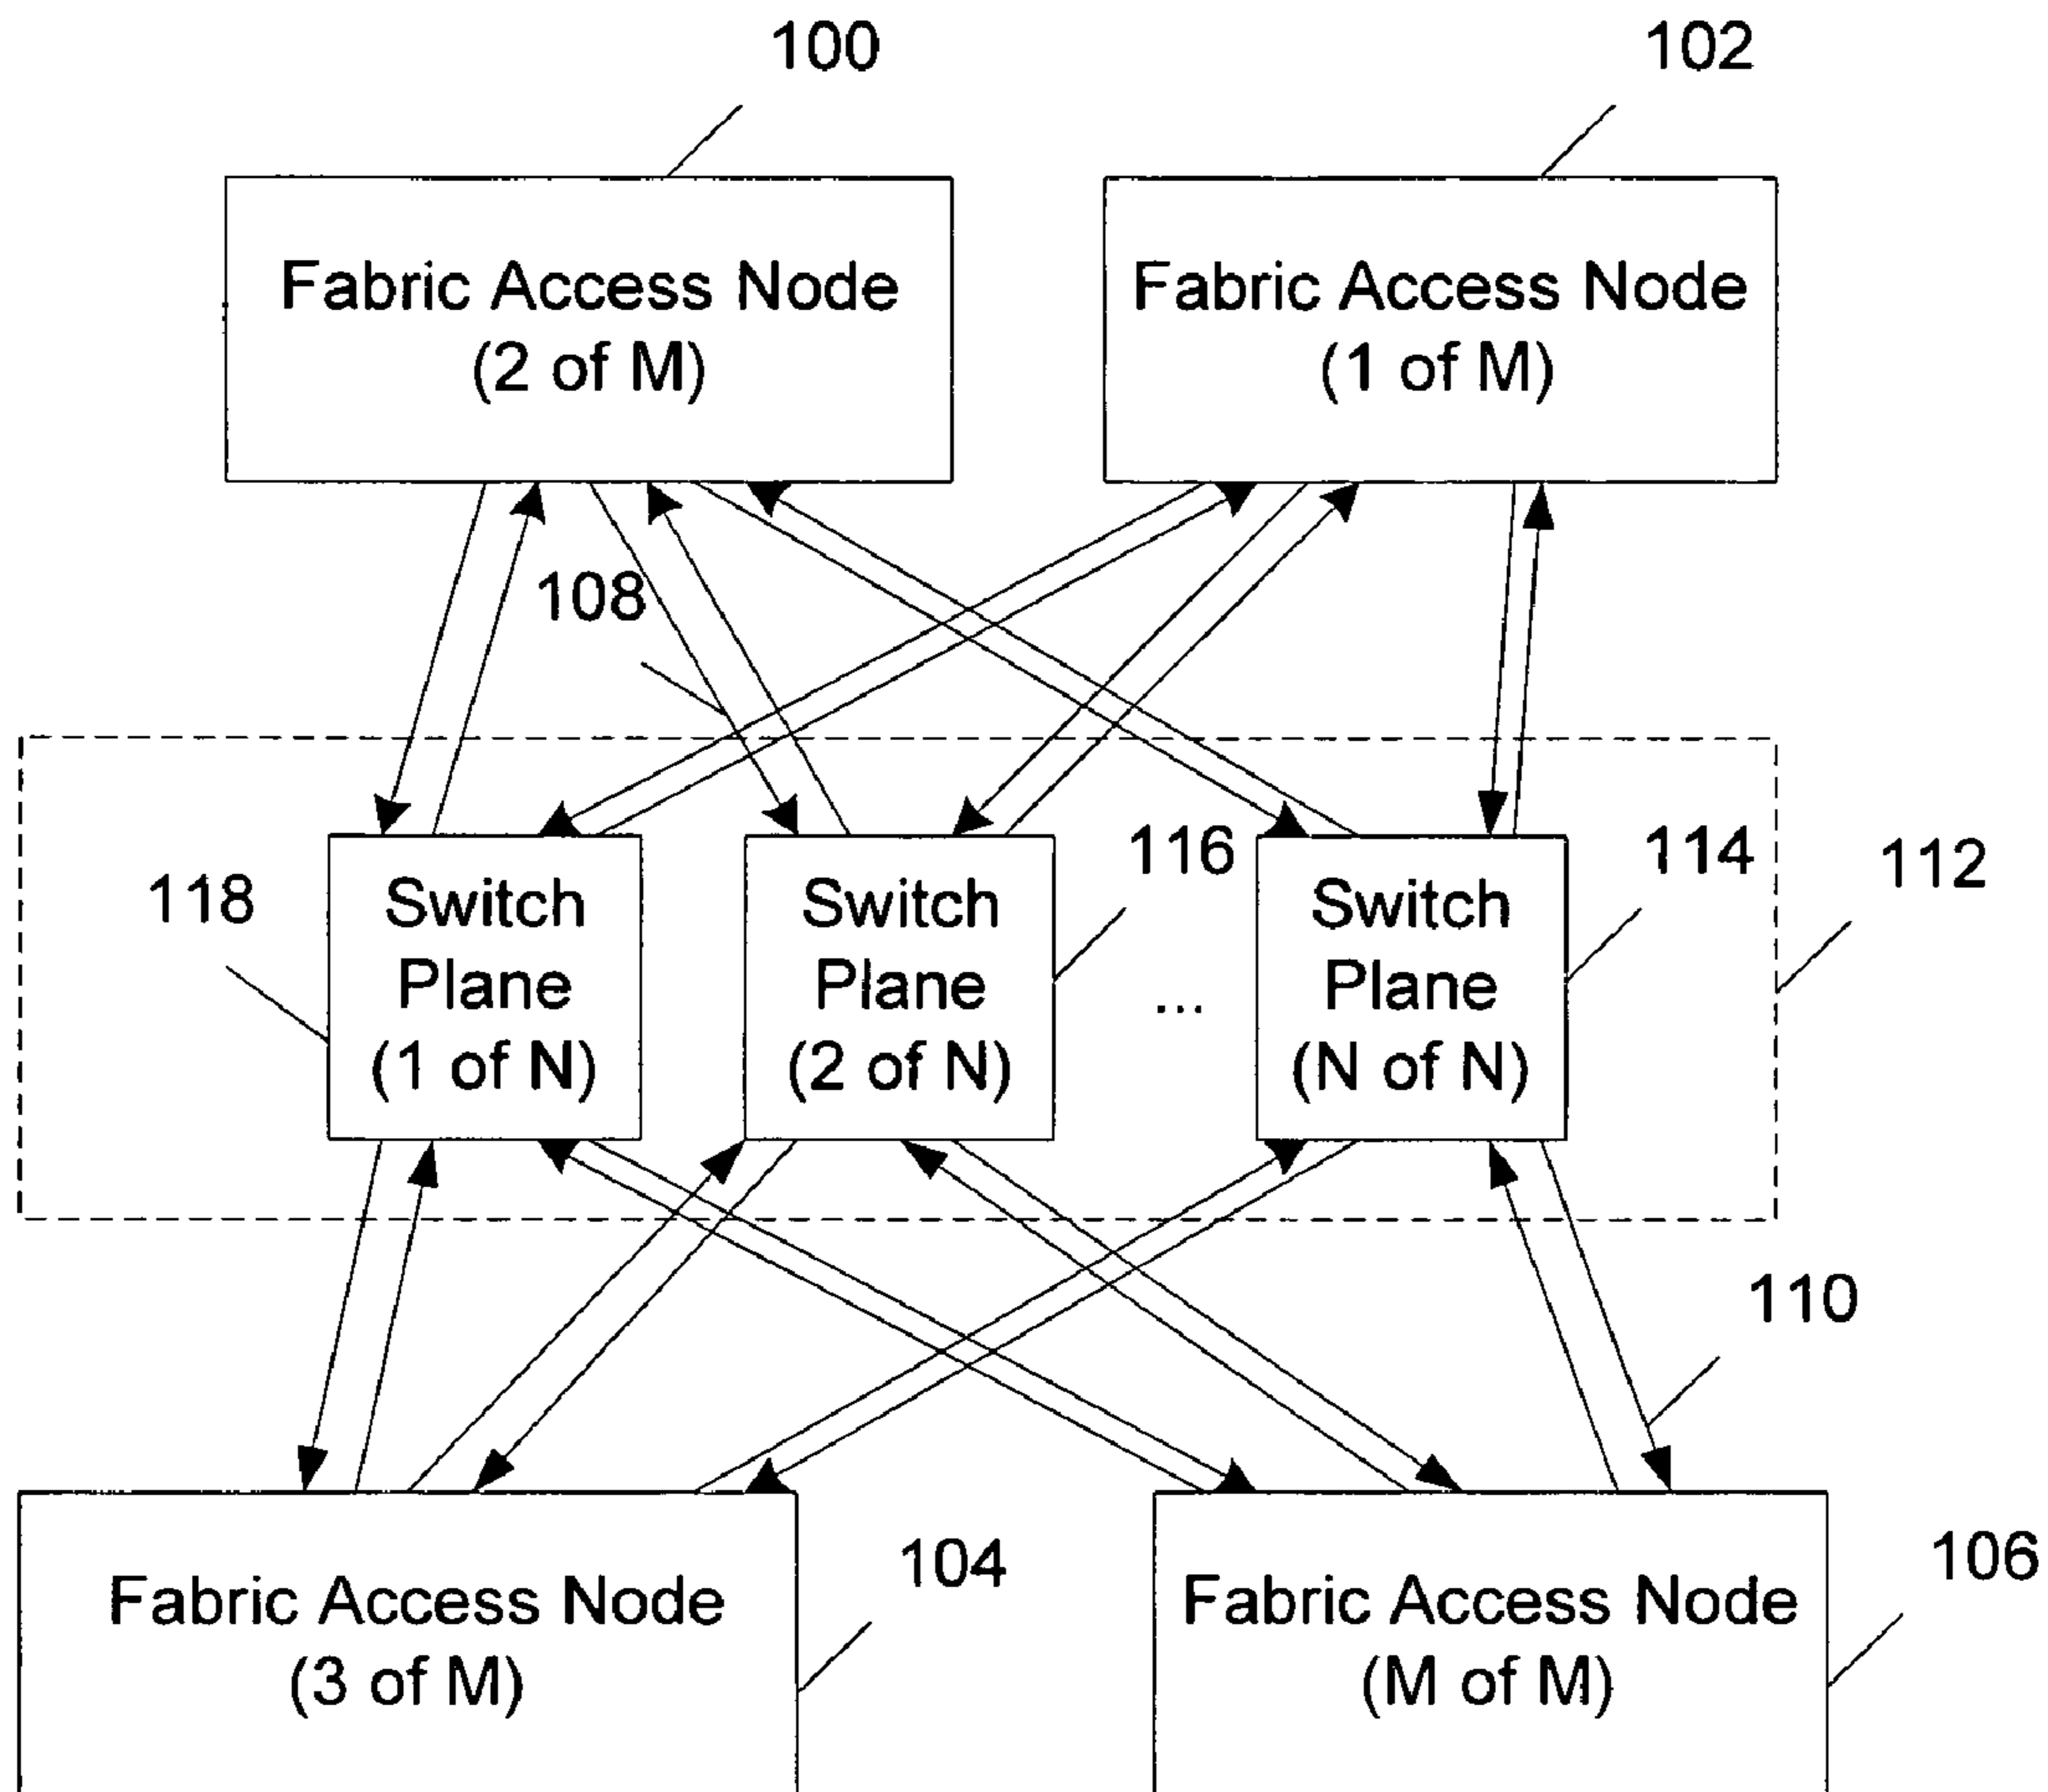 100
102
Fabric Access Node
(2 of M)
Fabric Access Node
(1 of M)
108
116
114
112
118
Switch
Plane
(1 of N)
Switch
Plane
(2 of N)
...
Switch
Plane
(N of N)
110
104
106
Fabric Access Node
(3 of M)
Fabric Access Node
(M of M)